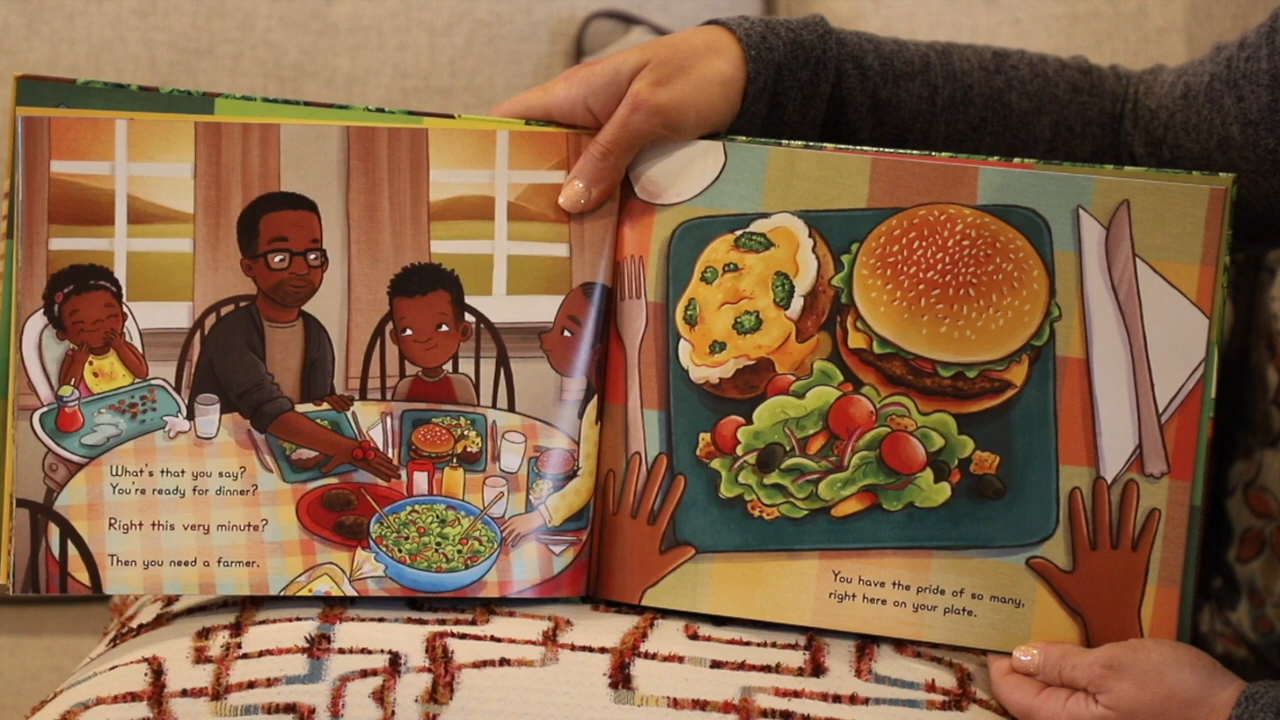 What's that you say?
You're ready for dinner?
Right this very minute?
Then you need a farmer.
You have the pride of so many,
right here on your plate.